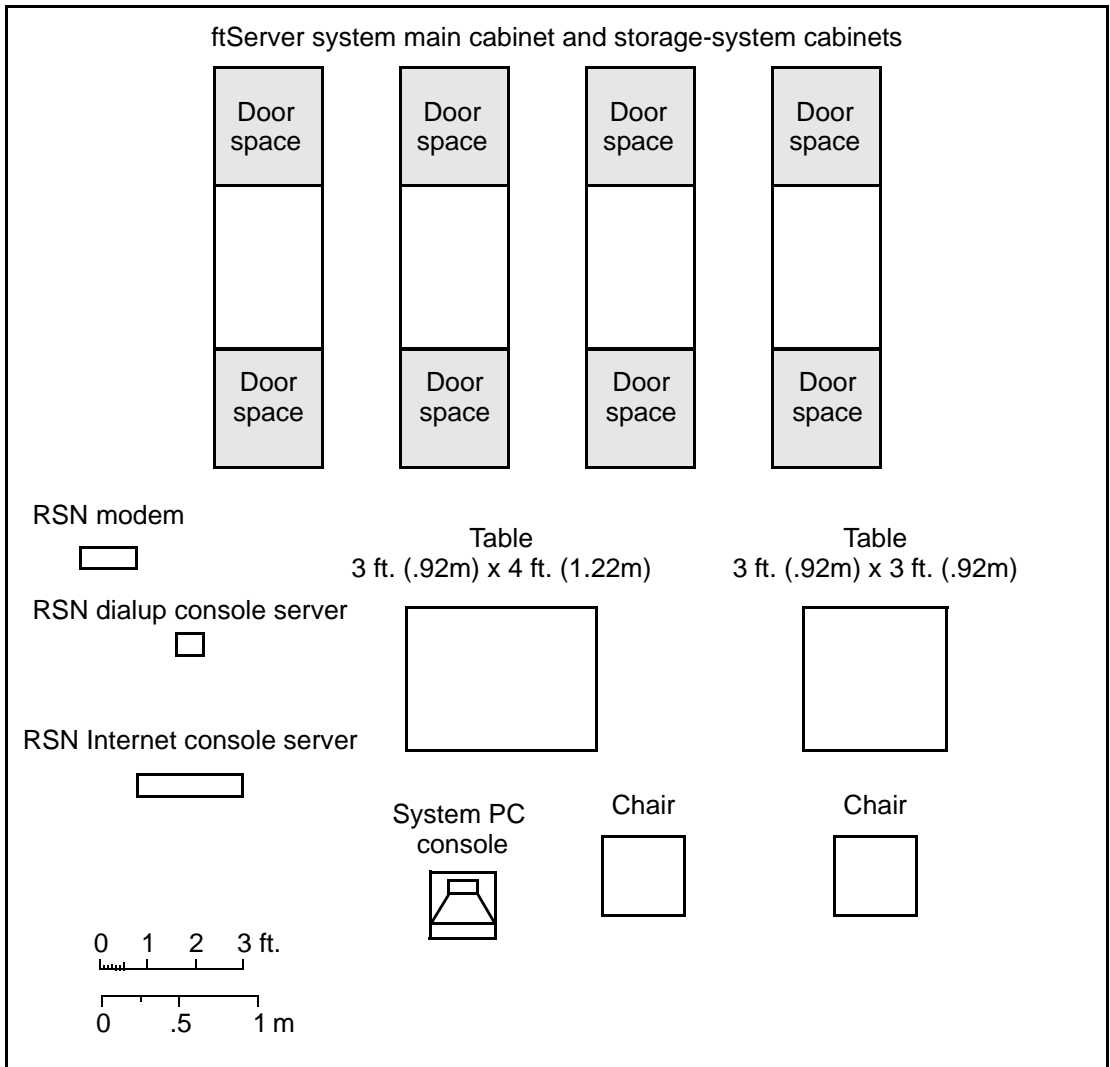 ftServer system main cabinet and storage-system cabinets
Door
space
Door
space
Door
space
Door
space
Door
space
Door
space
Door
space
Door
space
RSN modem
Table
3 ft. (.92m) x 4 ft. (1.22m)
Table
3 ft. (.92m) x 3 ft. (.92m)
RSN dialup console server
RSN Internet console server
System PC
console
Chair
Chair
0 1 2 3 ft.
0 .5 1 m